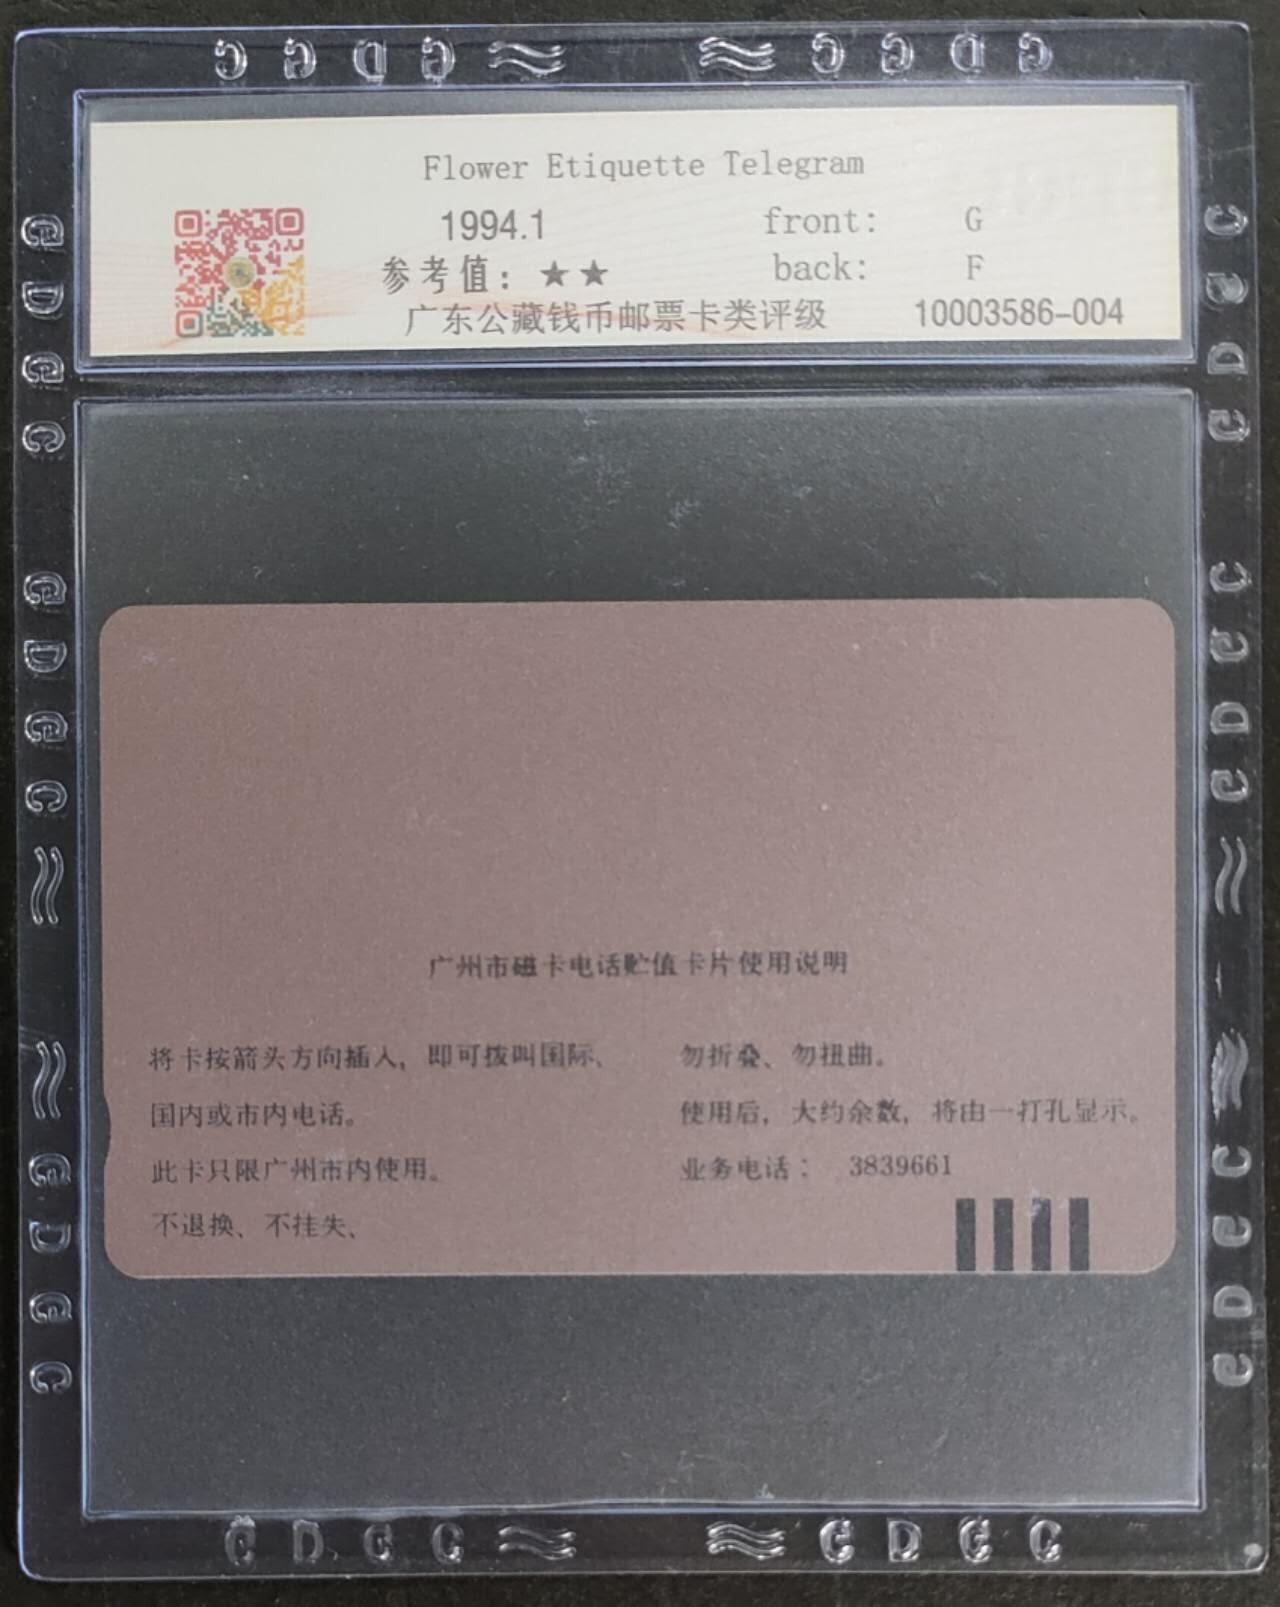 Flower Etiquette Telegram
1994.1 front: G
参考值：★★ back: F
广东公藏钱币邮票卡类评级 10003586-004
广州市磁卡电话贮值卡片使用说明
将卡按箭头方向插入，即可拨叫国际、
国内或市内电话。
此卡只限广州市内使用。
不退换、不挂失、
勿折叠、勿扭曲。
使用后，大约余数，将由一打孔显示。
业务电话： 3839661